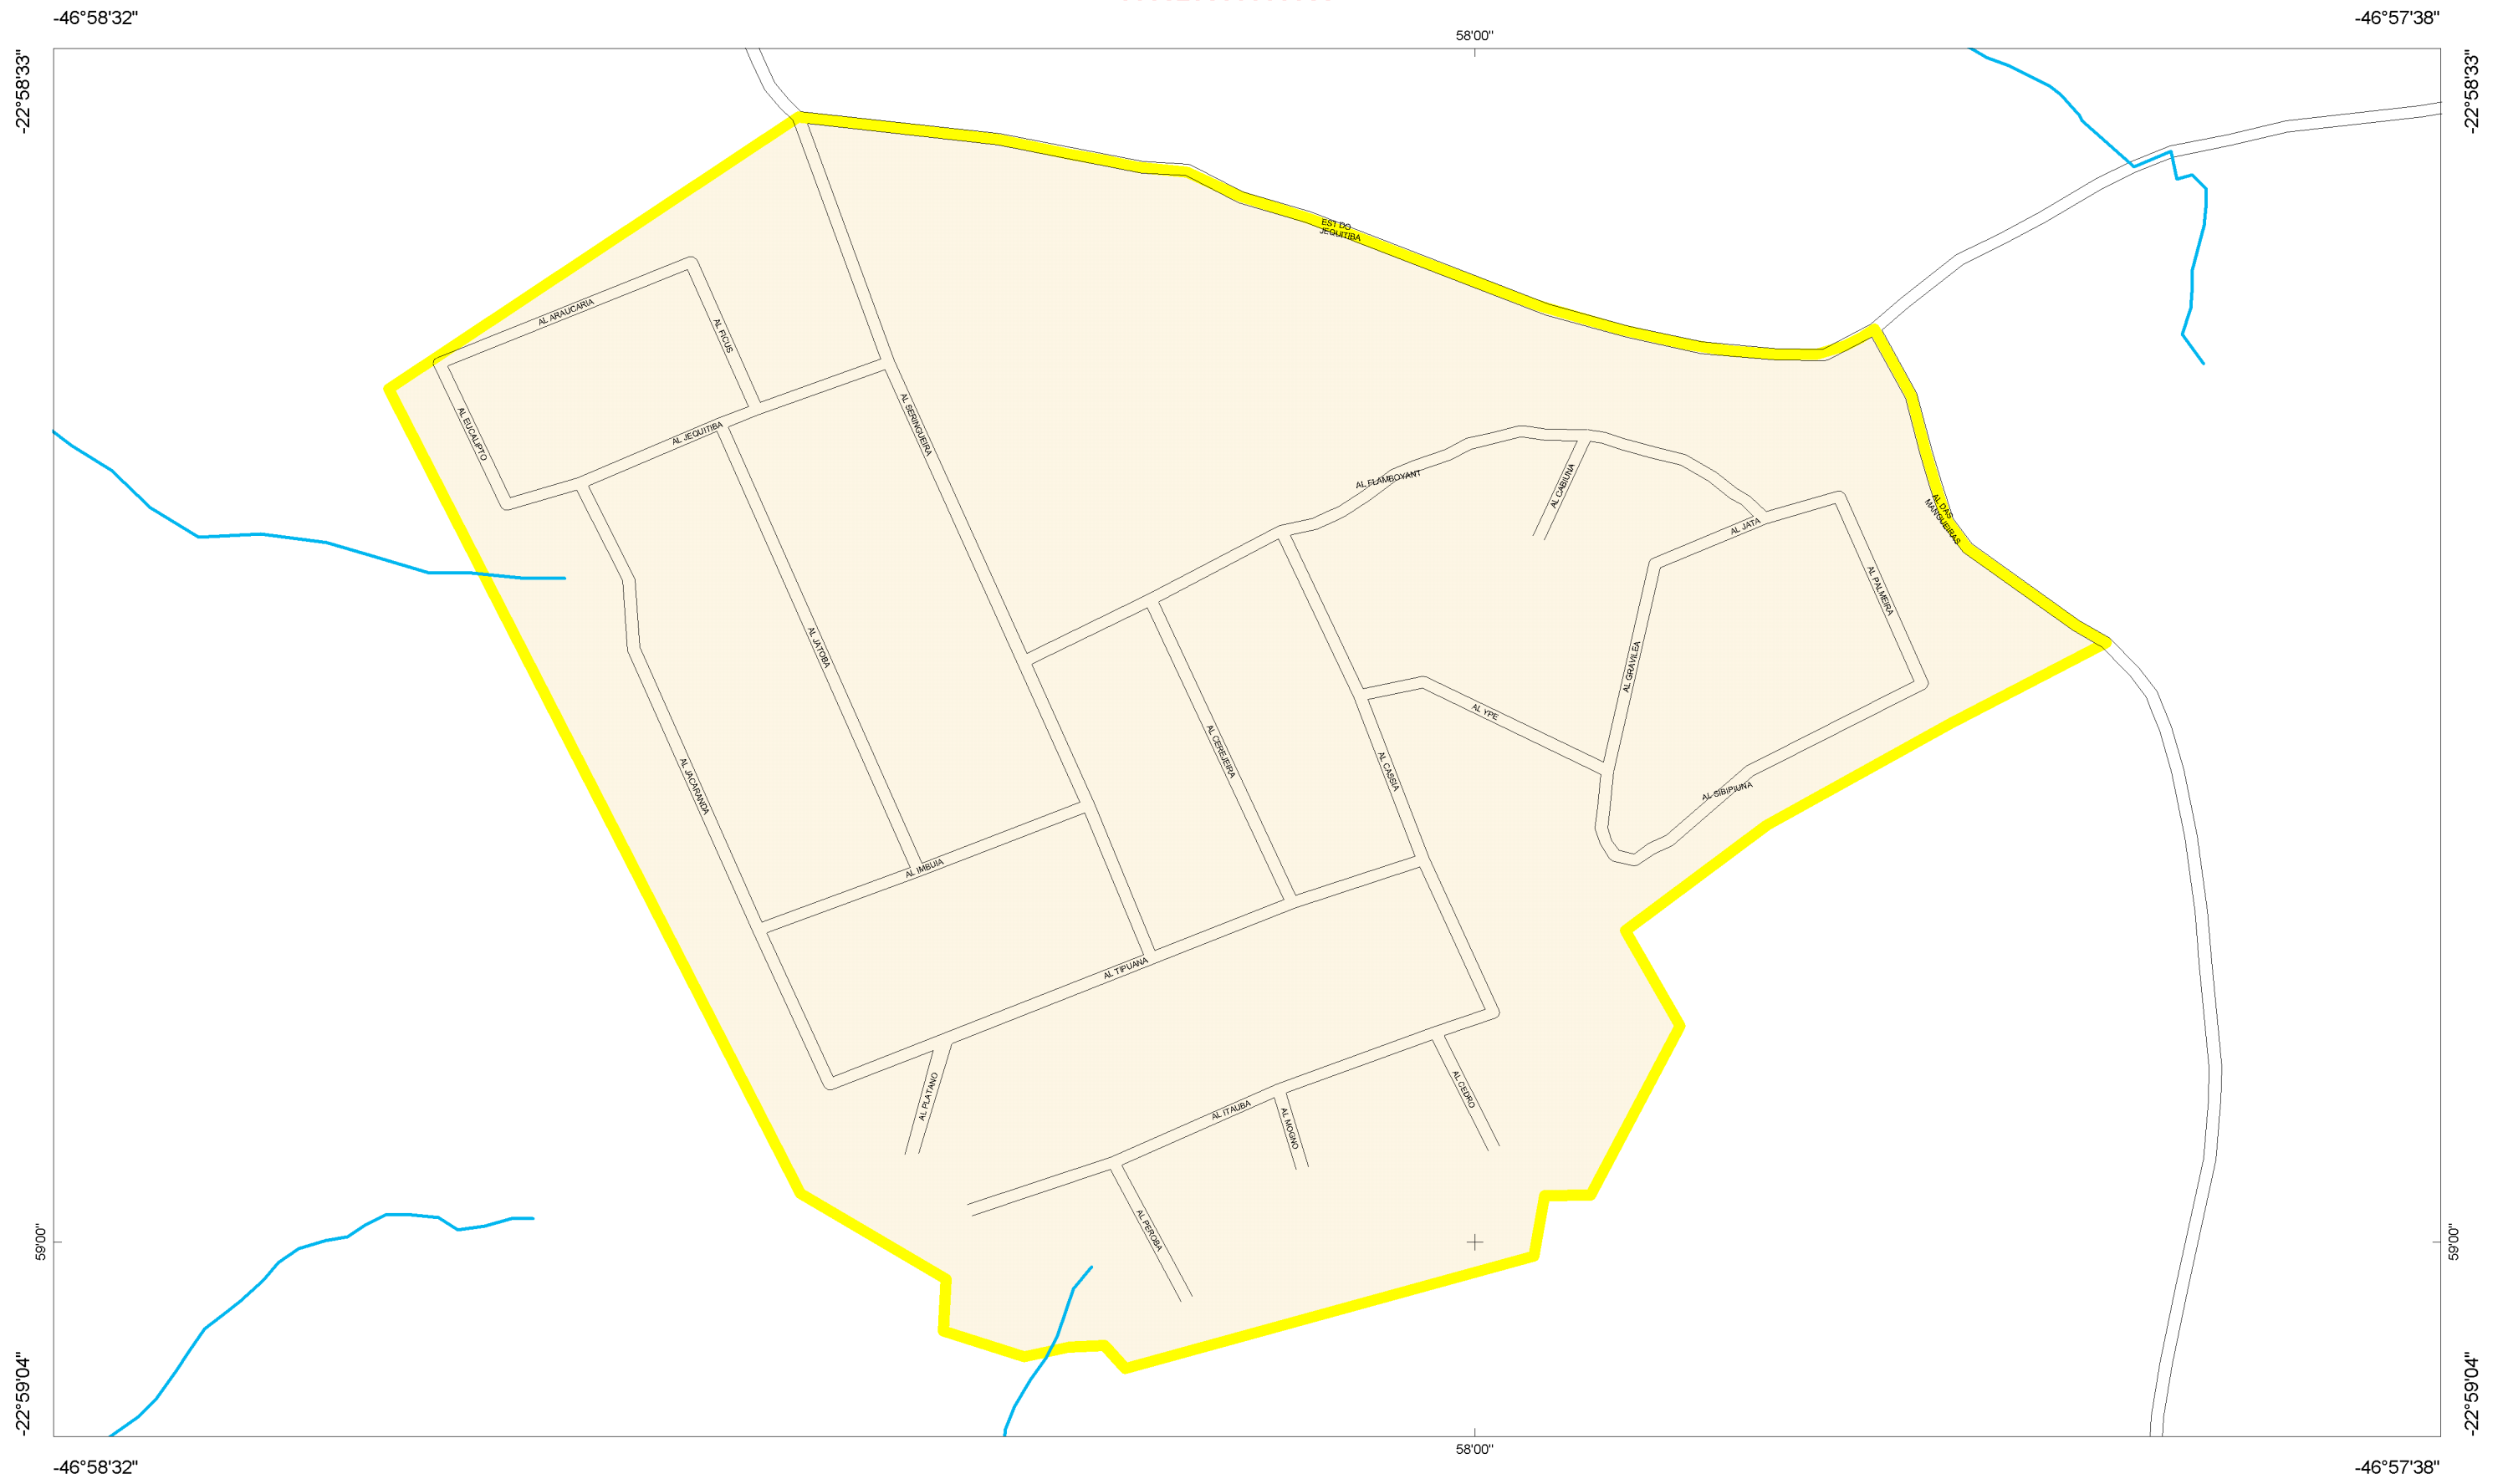 -46°58'32"
-46°57'38"
58'00"
-22°58'33"
-22°58'33"
EST DO
JEQUITIBA
AL ARAUCARIA
AL FICUS
AL EUCALIPTO
AL JEQUITIBA
AL SERINGUEIRA
AL FLAMBOYANT
AL CABIUNA
AL JATA
AL DAS
MANGUEIRAS
AL PALMEIRA
AL JATOBA
AL GRAVILEA
AL YPE
AL CEREJEIRA
AL CASSIA
AL JACARANDA
AL SIBIPIUNA
AL IMBUIA
AL TIPUANA
AL PLATANO
AL ITAUBA
AL MOGNO
AL CEDRO
AL PEROBA
59'00"
59'00"
-22°59'04"
-22°59'04"
58'00"
-46°58'32"
-46°57'38"